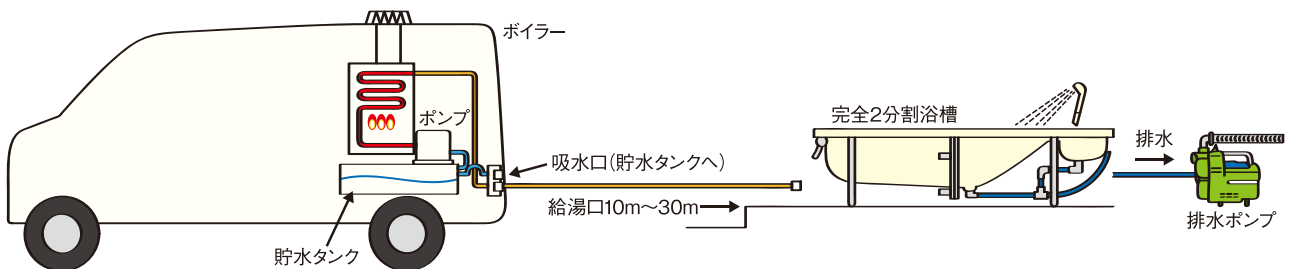 ボイラー
ポンプ
吸水口(貯水タンクへ)
給湯口10m〜30m
貯水タンク
完全2分割浴槽
排水
排水ポンプ